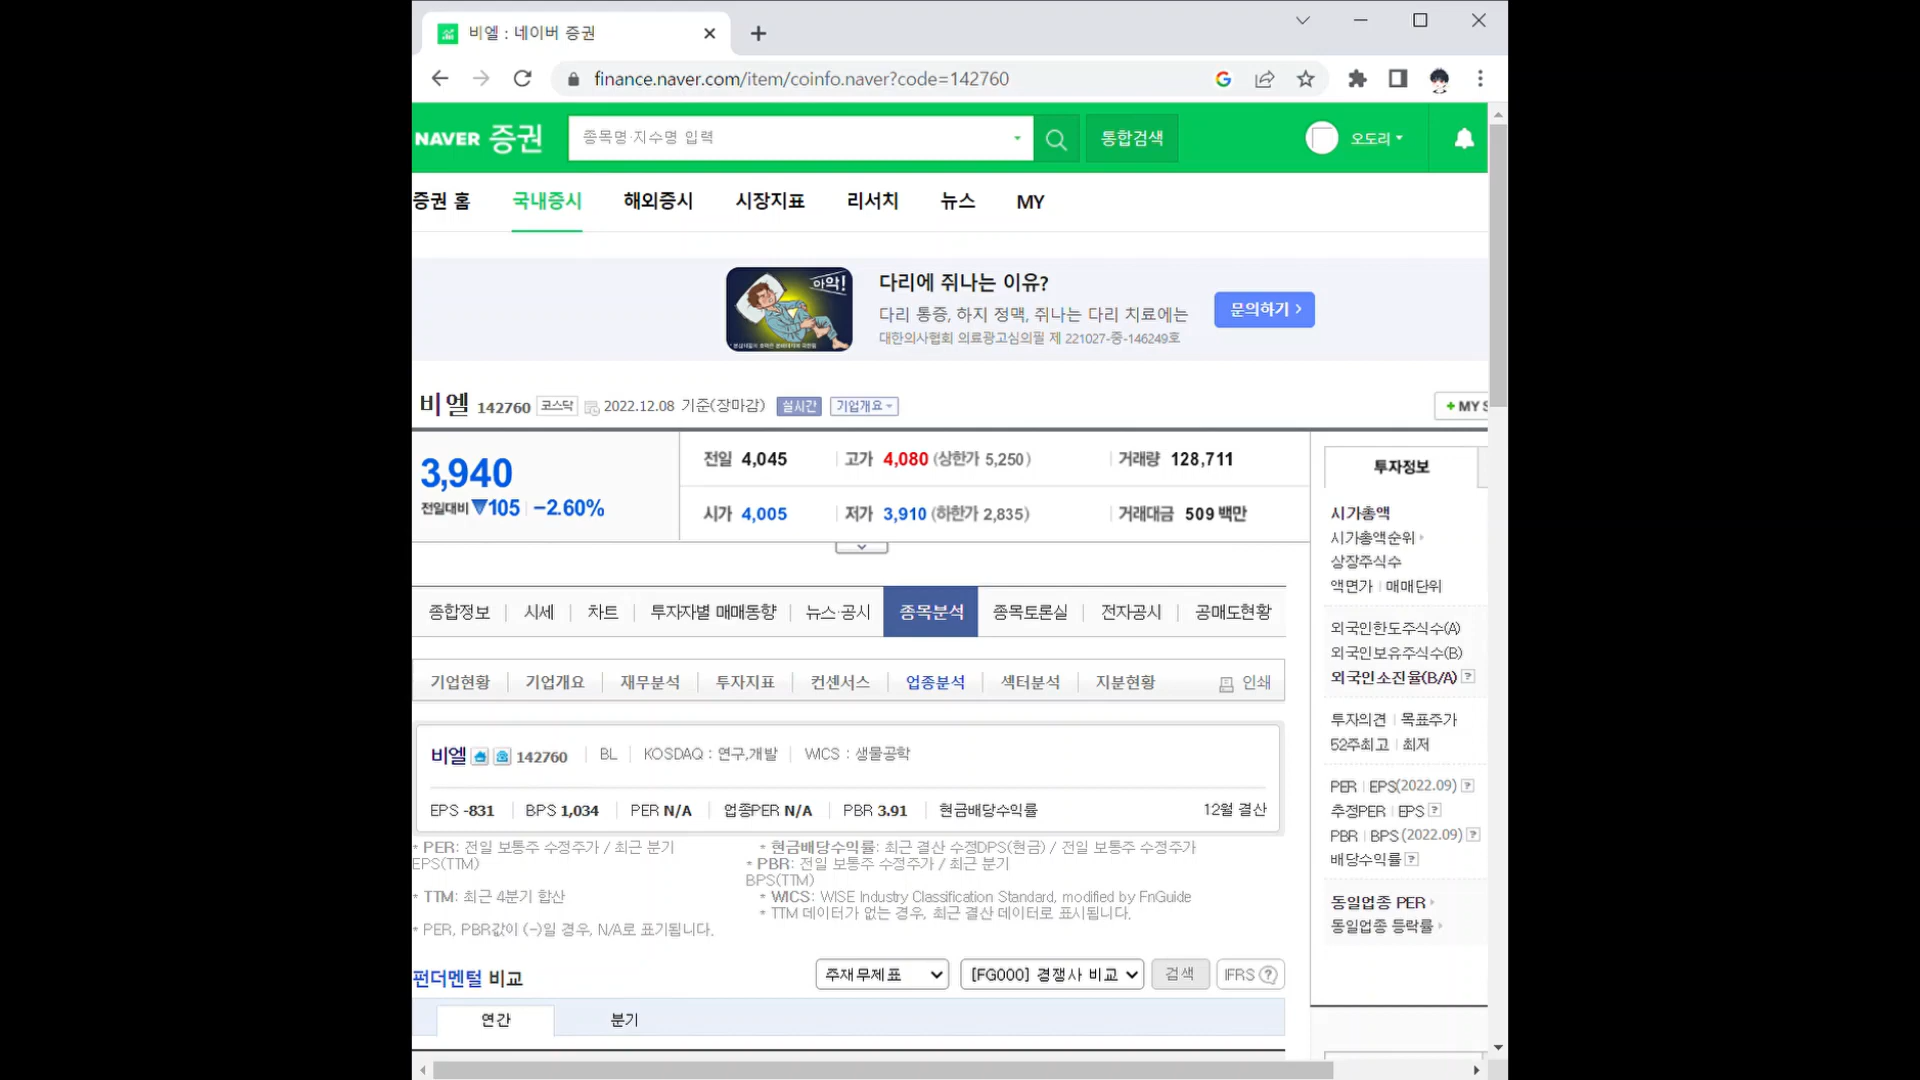 비엘 : 네이버 증권
finance.naver.com/item/coinfo.naver?code=142760
NAVER 증권 종목명·지수명 입력 통합검색 오도리
증권 홈 국내증시 해외증시 시장지표 리서치 뉴스 MY
아악!
다리에 쥐나는 이유?
다리 통증, 하지 정맥, 쥐나는 다리 치료에는
대한의사협회 의료광고심의필 제 221027-중-146249호
문의하기 >
비엘 142760 코스닥 2022.12.08 기준(장마감) 실시간 기업개요 + MY S
3,940
전일대비 ▼105 -2.60%
전일 4,045 고가 4,080 (상한가 5,250) 거래량 128,711
시가 4,005 저가 3,910 (하한가 2,835) 거래대금 509 백만
종합정보 시세 차트 투자자별 매매동향 뉴스·공시 종목분석 종목토론실 전자공시 공매도현황
기업현황 기업개요 재무분석 투자지표 컨센서스 업종분석 섹터분석 지분현황 인쇄
비엘 142760 BL KOSDAQ : 연구,개발 WICS : 생물공학
EPS -831 BPS 1,034 PER N/A 업종PER N/A PBR 3.91 현금배당수익률 12월 결산
* PER: 전일 보통주 수정주가 / 최근 분기 EPS(TTM)
* 현금배당수익률: 최근 결산 수정DPS(현금) / 전일 보통주 수정주가
* PBR: 전일 보통주 수정주가 / 최근 분기 BPS(TTM)
* TTM: 최근 4분기 합산
* WICS: WISE Industry Classification Standard, modified by FnGuide
* TTM 데이터가 없는 경우, 최근 결산 데이터로 표시됩니다.
* PER, PBR값이 (-)일 경우, N/A로 표기됩니다.
펀더멘털 비교 주재무제표 [FG000] 경쟁사 비교 검색 IFRS ?
연간 분기
투자정보
시가총액
시가총액순위
상장주식수
액면가 매매단위
외국인한도주식수(A)
외국인보유주식수(B)
외국인소진율(B/A) ?
투자의견 목표주가
52주최고 최저
PER EPS(2022.09) ?
추정PER EPS ?
PBR BPS (2022.09) ?
배당수익률 ?
동일업종 PER
동일업종 등락률